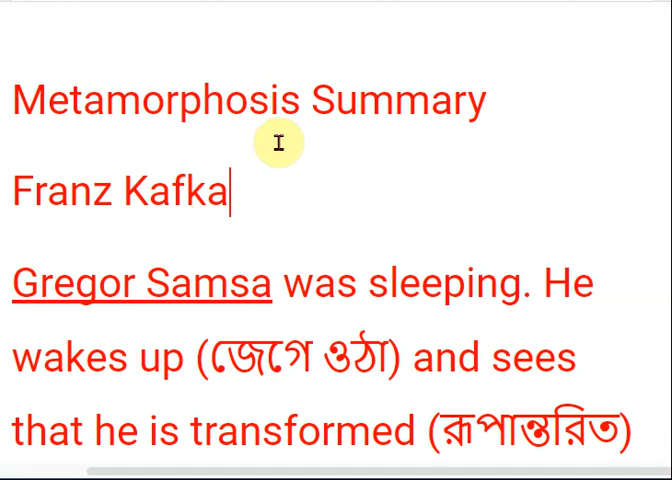 Metamorphosis Summary
Franz Kafka
Gregor Samsa was sleeping. He
wakes up (জেগে ওঠা) and sees
that he is transformed (রূপান্তরিত)